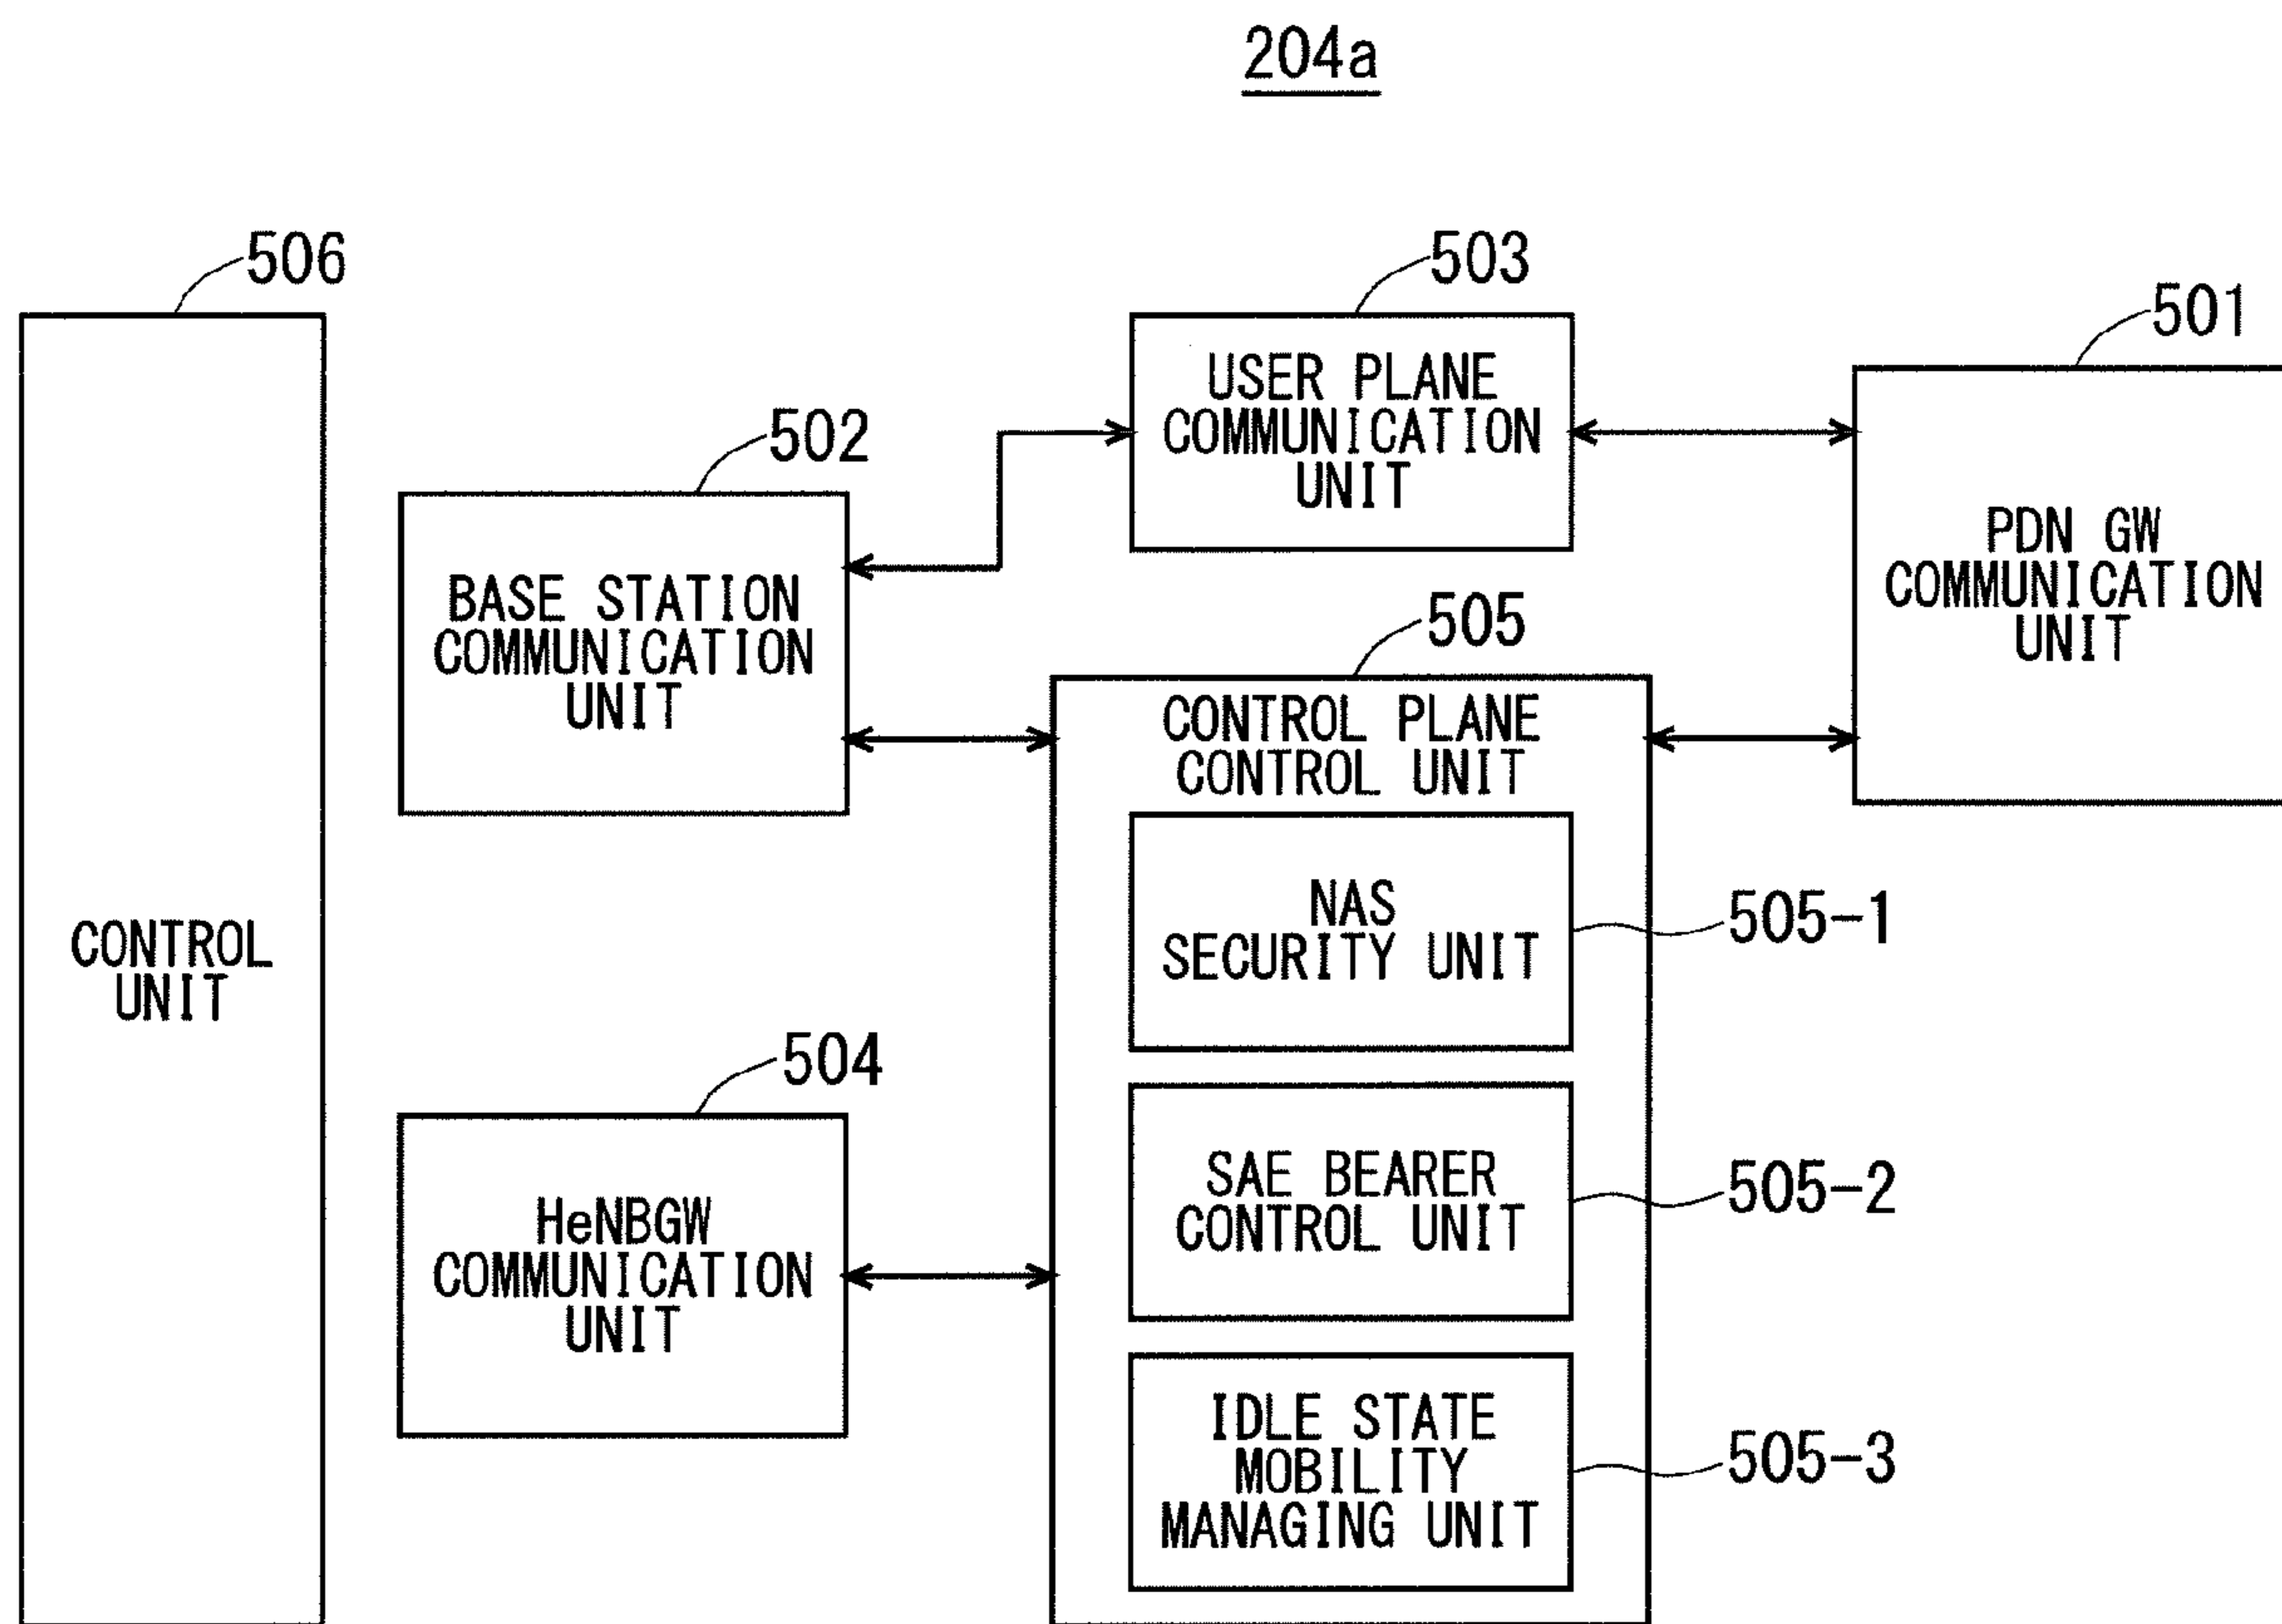 204a
506
503
501
USER PLANE
COMMUNICATION
UNIT
502
PDN GW
COMMUNICATION
UNIT
BASE STATION
COMMUNICATION
UNIT
505
CONTROL PLANE
CONTROL UNIT
NAS
SECURITY UNIT
505-1
CONTROL
UNIT
504
SAE BEARER
CONTROL UNIT
505-2
HeNBGW
COMMUNICATION
UNIT
IDLE STATE
MOBILITY
MANAGING UNIT
505-3